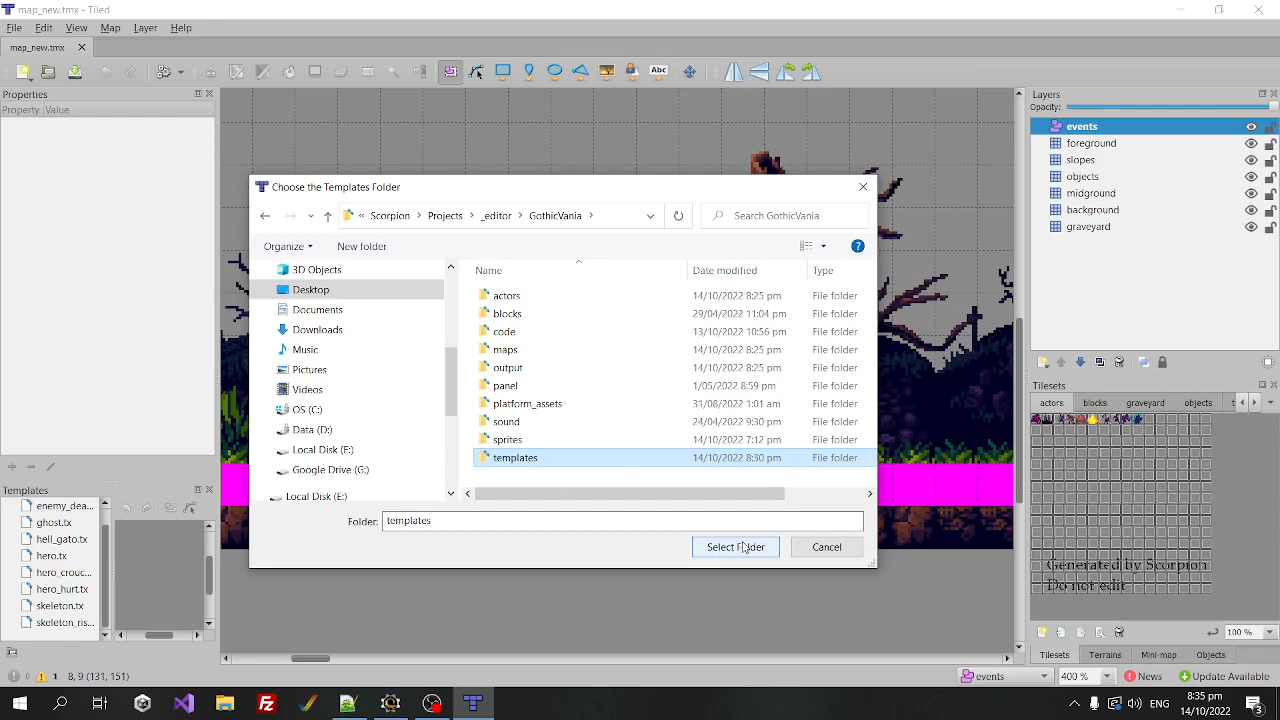 map_new.tmx - Tiled
File Edit View Map Layer Help
map_new.tmx
Abc
Properties
Property Value
Layers
Opacity:
events
foreground
slopes
objects
midground
background
graveyard
Choose the Templates Folder
Scorpion Projects _editor GothicVania
Search GothicVania
Organize New folder
3D Objects
Desktop
Documents
Downloads
Music
Pictures
Videos
OS (C:)
Data (D:)
Local Disk (E:)
Google Drive (G:)
Local Disk (E:)
Name Date modified Type
actors 14/10/2022 8:25 pm File folder
blocks 29/04/2022 11:04 pm File folder
code 13/10/2022 10:56 pm File folder
maps 14/10/2022 8:25 pm File folder
output 14/10/2022 8:25 pm File folder
panel 1/05/2022 8:59 pm File folder
platform_assets 31/08/2022 1:01 am File folder
sound 24/04/2022 9:30 pm File folder
sprites 14/10/2022 7:12 pm File folder
templates 14/10/2022 8:30 pm File folder
Folder: templates
Select Folder Cancel
Tilesets
actors blocks graveyard objects
Generated by Scorpion
Do not edit
100 %
Tilesets Terrains Mini-map Objects
Templates
enemy_dea...
ghost.tx
hell_gato.tx
hero.tx
hero_crouc...
hero_hurt.tx
skeleton.tx
skeleton_ris...
0 1 8, 9 (131, 151)
events 400 % News Update Available
ENG 8:35 pm
14/10/2022
3